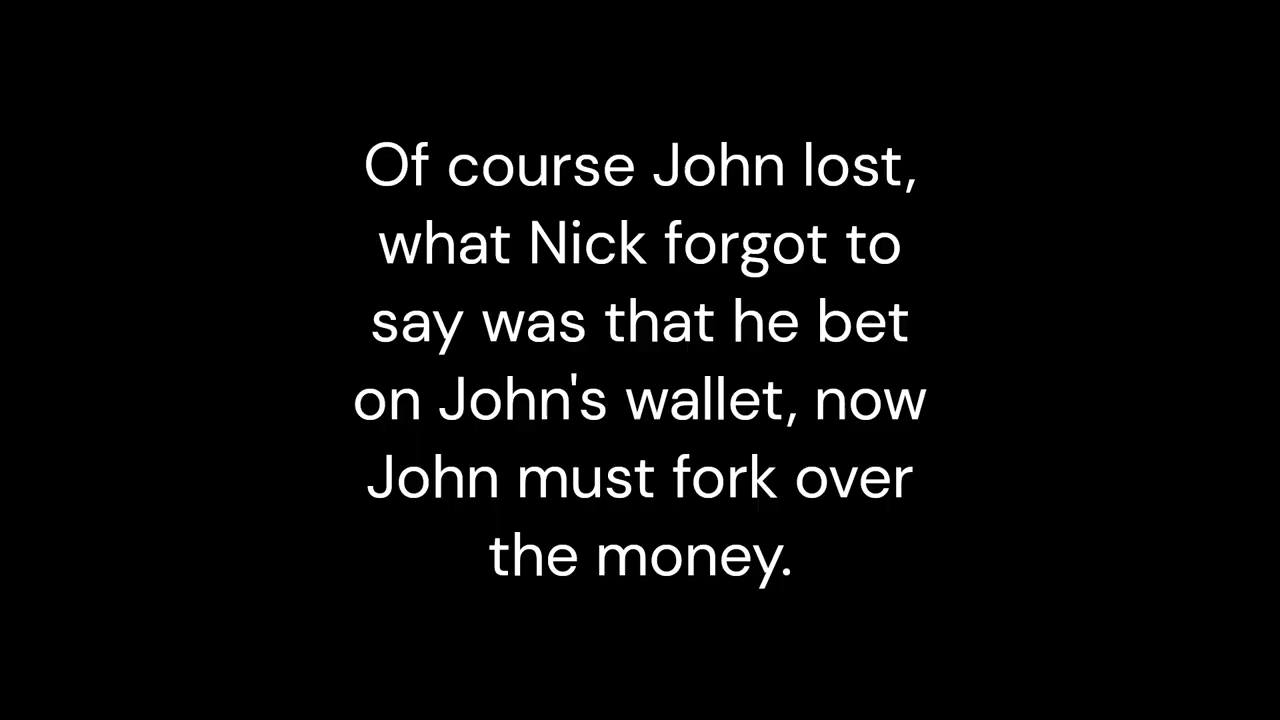 Of course John lost,
what Nick forgot to
say was that he bet
on John's wallet, now
John must fork over
the money.